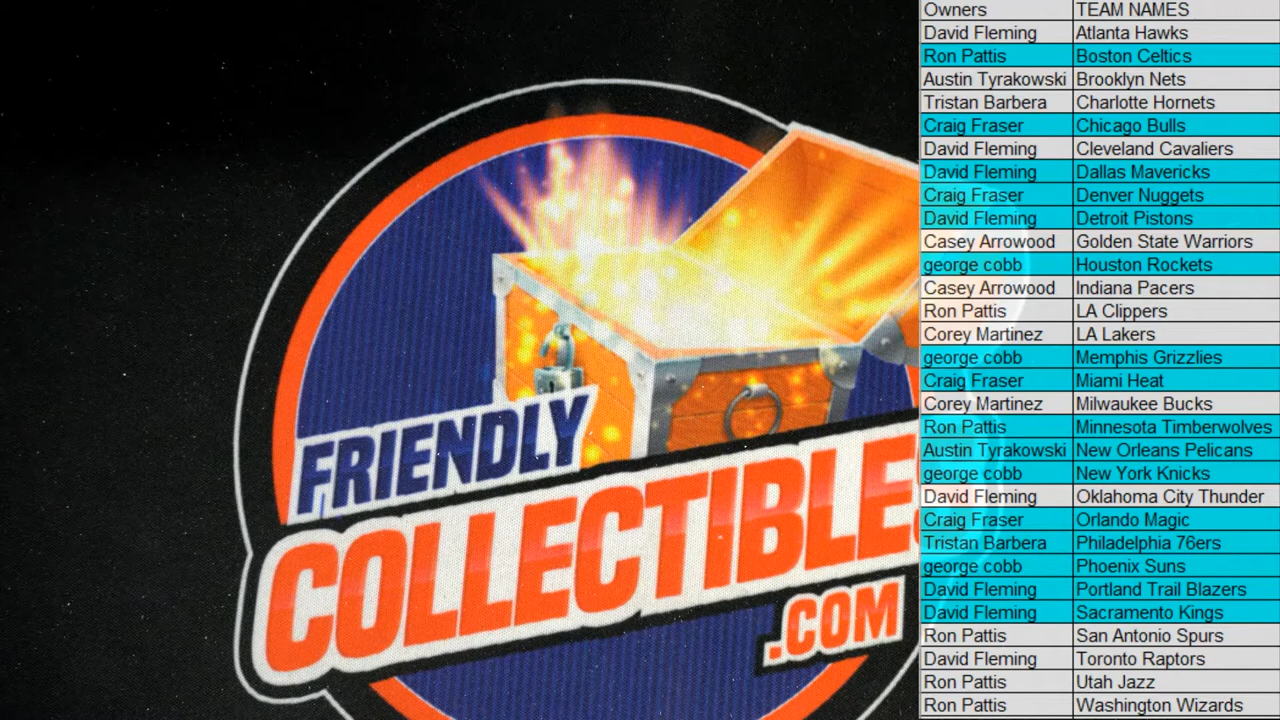 FRIENDLY
COLLECTIBLE
.COM
Owners TEAM NAMES
David Fleming Atlanta Hawks
Ron Pattis Boston Celtics
Austin Tyrakowski Brooklyn Nets
Tristan Barbera Charlotte Hornets
Craig Fraser Chicago Bulls
David Fleming Cleveland Cavaliers
David Fleming Dallas Mavericks
Craig Fraser Denver Nuggets
David Fleming Detroit Pistons
Casey Arrowood Golden State Warriors
george cobb Houston Rockets
Casey Arrowood Indiana Pacers
Ron Pattis LA Clippers
Corey Martinez LA Lakers
george cobb Memphis Grizzlies
Craig Fraser Miami Heat
Corey Martinez Milwaukee Bucks
Ron Pattis Minnesota Timberwolves
Austin Tyrakowski New Orleans Pelicans
george cobb New York Knicks
David Fleming Oklahoma City Thunder
Craig Fraser Orlando Magic
Tristan Barbera Philadelphia 76ers
george cobb Phoenix Suns
David Fleming Portland Trail Blazers
David Fleming Sacramento Kings
Ron Pattis San Antonio Spurs
David Fleming Toronto Raptors
Ron Pattis Utah Jazz
Ron Pattis Washington Wizards